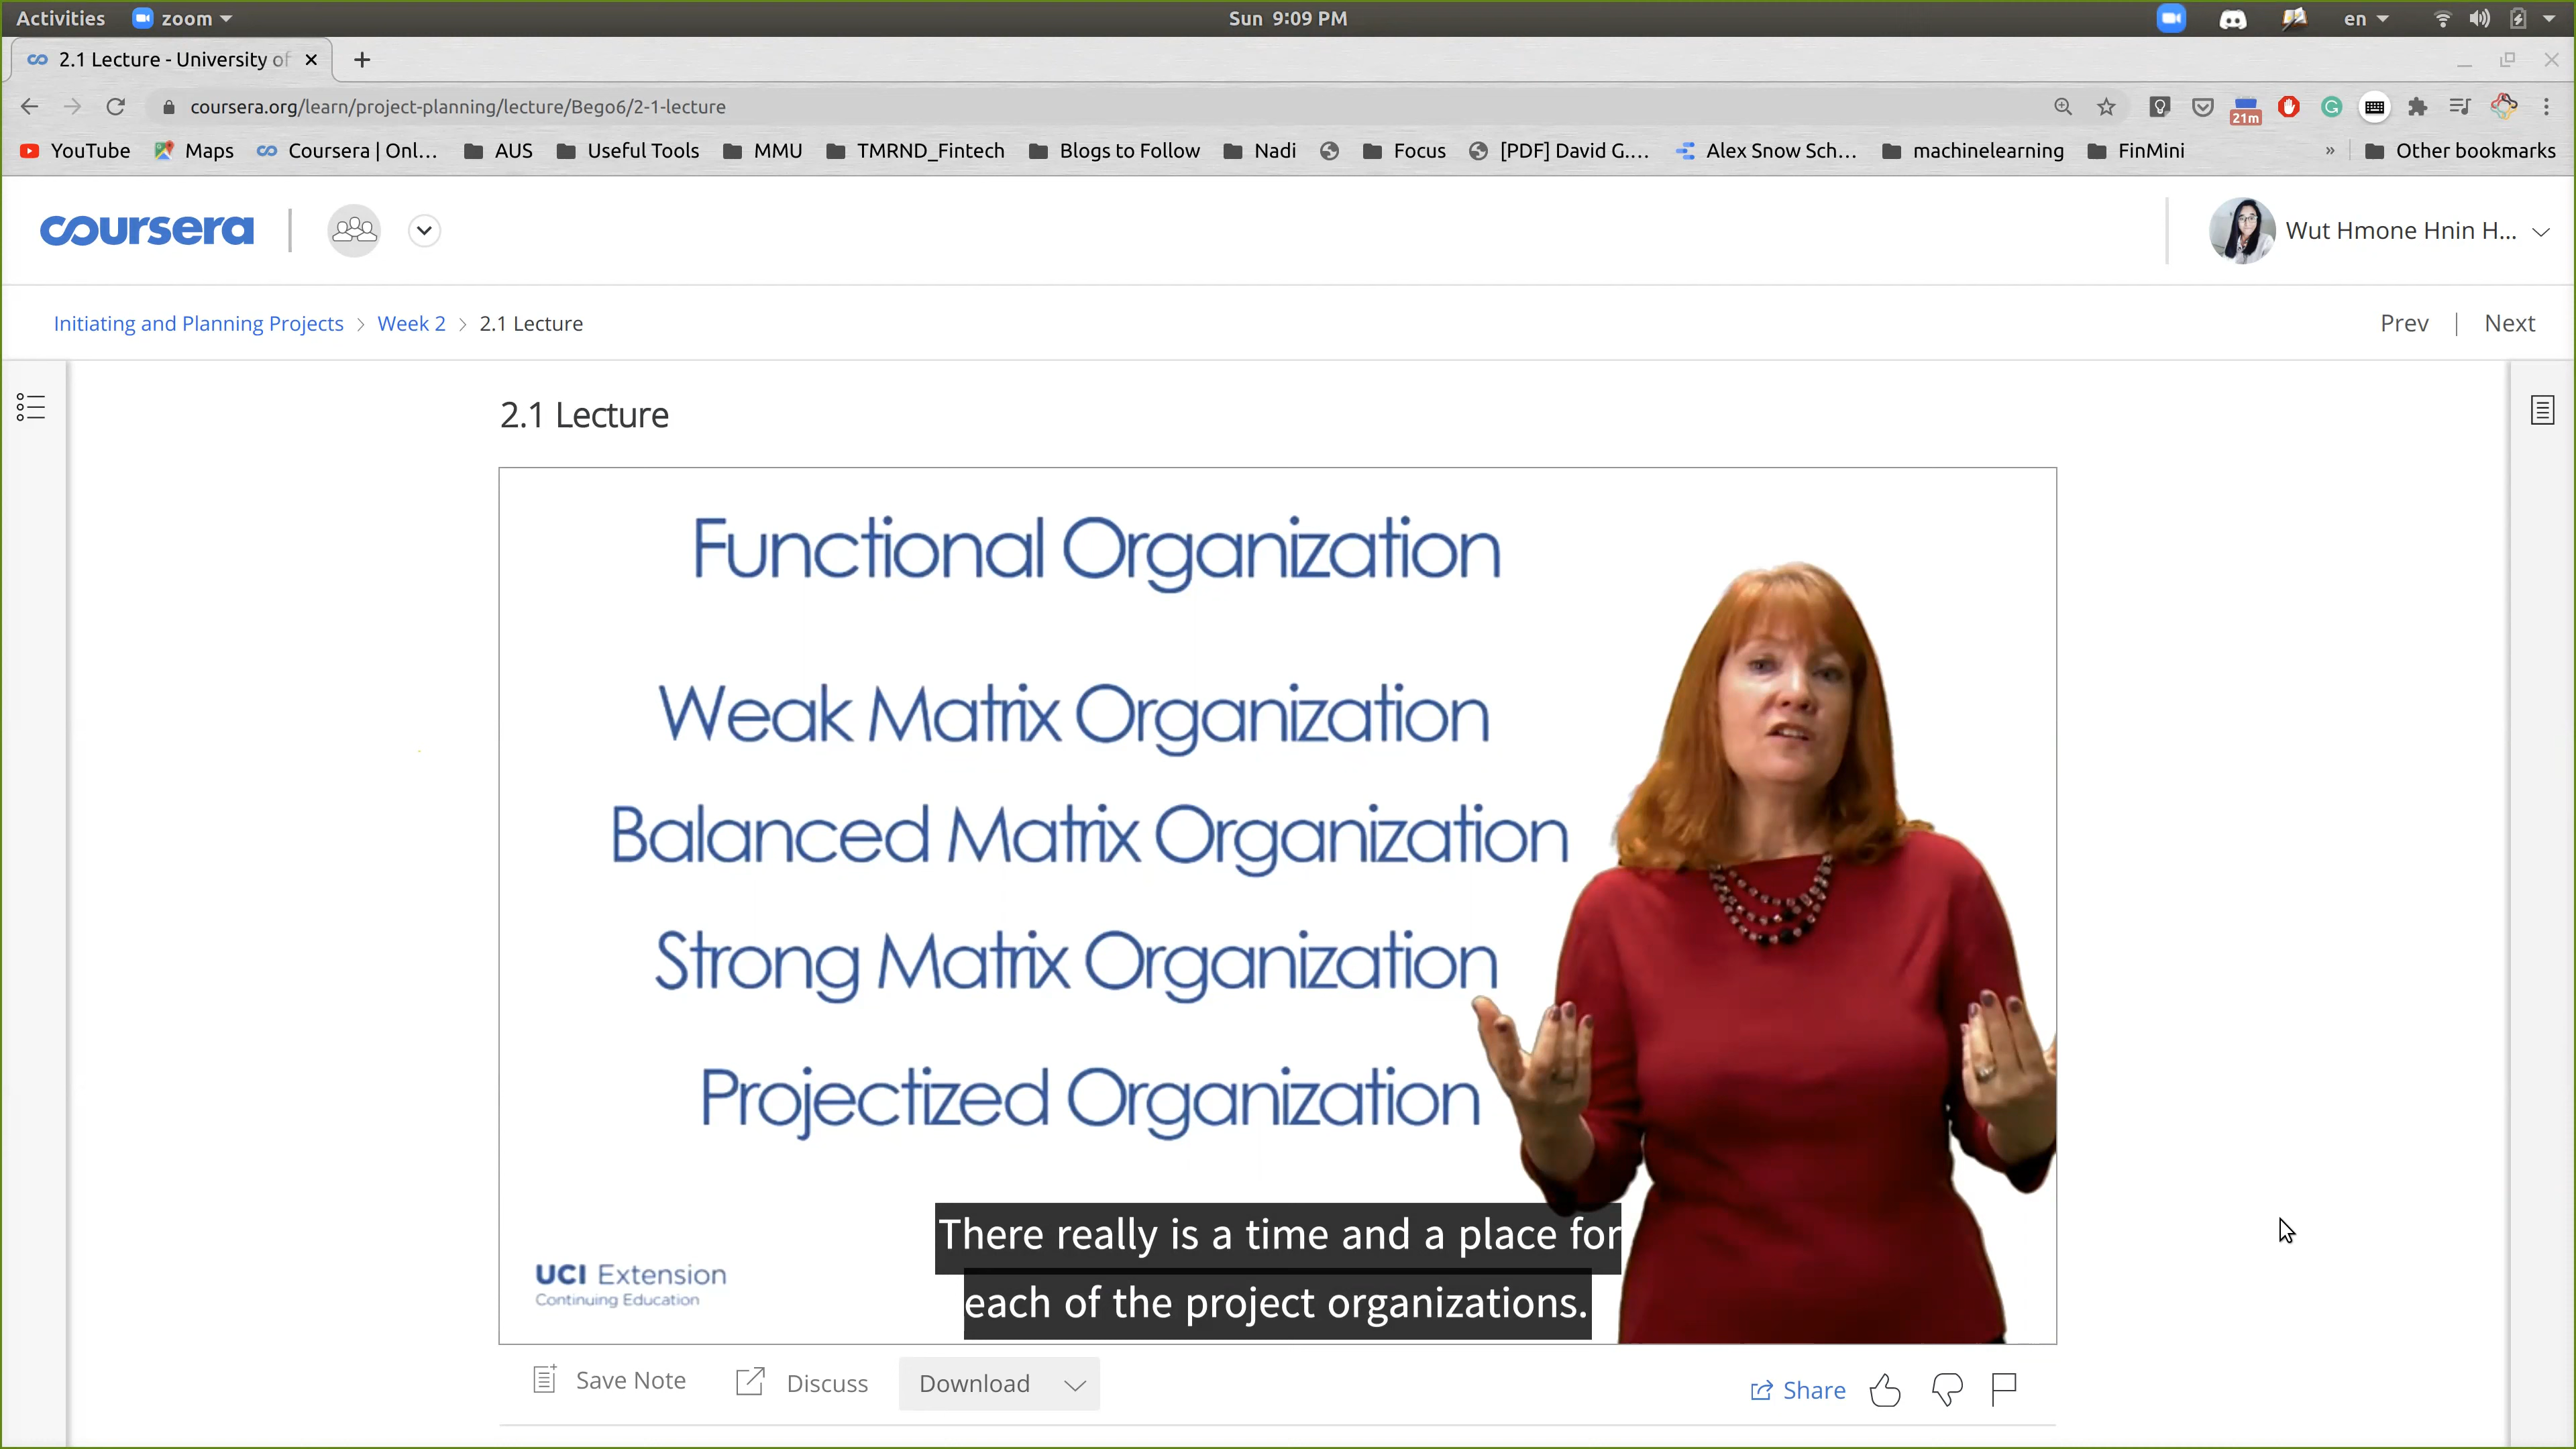 Activities zoom Sun 9:09 PM en
2.1 Lecture - University of
coursera.org/learn/project-planning/lecture/Bego6/2-1-lecture 21m
YouTube Maps Coursera | Onl... AUS Useful Tools MMU TMRND_Fintech Blogs to Follow Nadi Focus [PDF] David G.... Alex Snow Sch... machinelearning FinMini » Other bookmarks
coursera Wut Hmone Hnin H...
Initiating and Planning Projects > Week 2 > 2.1 Lecture Prev | Next
2.1 Lecture
Functional Organization
Weak Matrix Organization
Balanced Matrix Organization
Strong Matrix Organization
Projectized Organization
There really is a time and a place for
each of the project organizations.
UCI Extension
Continuing Education
Save Note Discuss Download Share